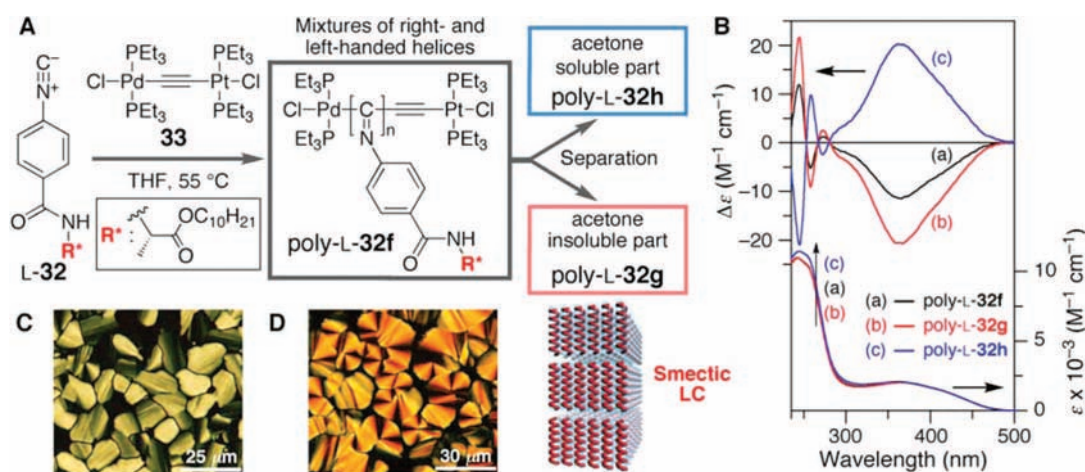 A
C⁻
N⁺
PEt₃ PEt₃
Cl Pd Pt Cl
PEt₃ PEt₃
33
THF, 55 °C
O NH
R*
L-32
R*
OC₁₀H₂₁
O
Mixtures of right- and
left-handed helices
Et₃P PEt₃
Cl Pd C n Pt Cl
Et₃P N PEt₃
poly-L-32f
O NH
R*
Separation
acetone
soluble part
poly-L-32h
acetone
insoluble part
poly-L-32g
B
Δε (M⁻¹ cm⁻¹)
20
10
0
−10
−20
(c)
(a)
(b)
(c)
(a)
(b)
10
5
0
ε x 10⁻³ (M⁻¹ cm⁻¹)
(a) poly-L-32f
(b) poly-L-32g
(c) poly-L-32h
300 400 500
Wavelength (nm)
C
25 μm
D
30 μm
Smectic
LC